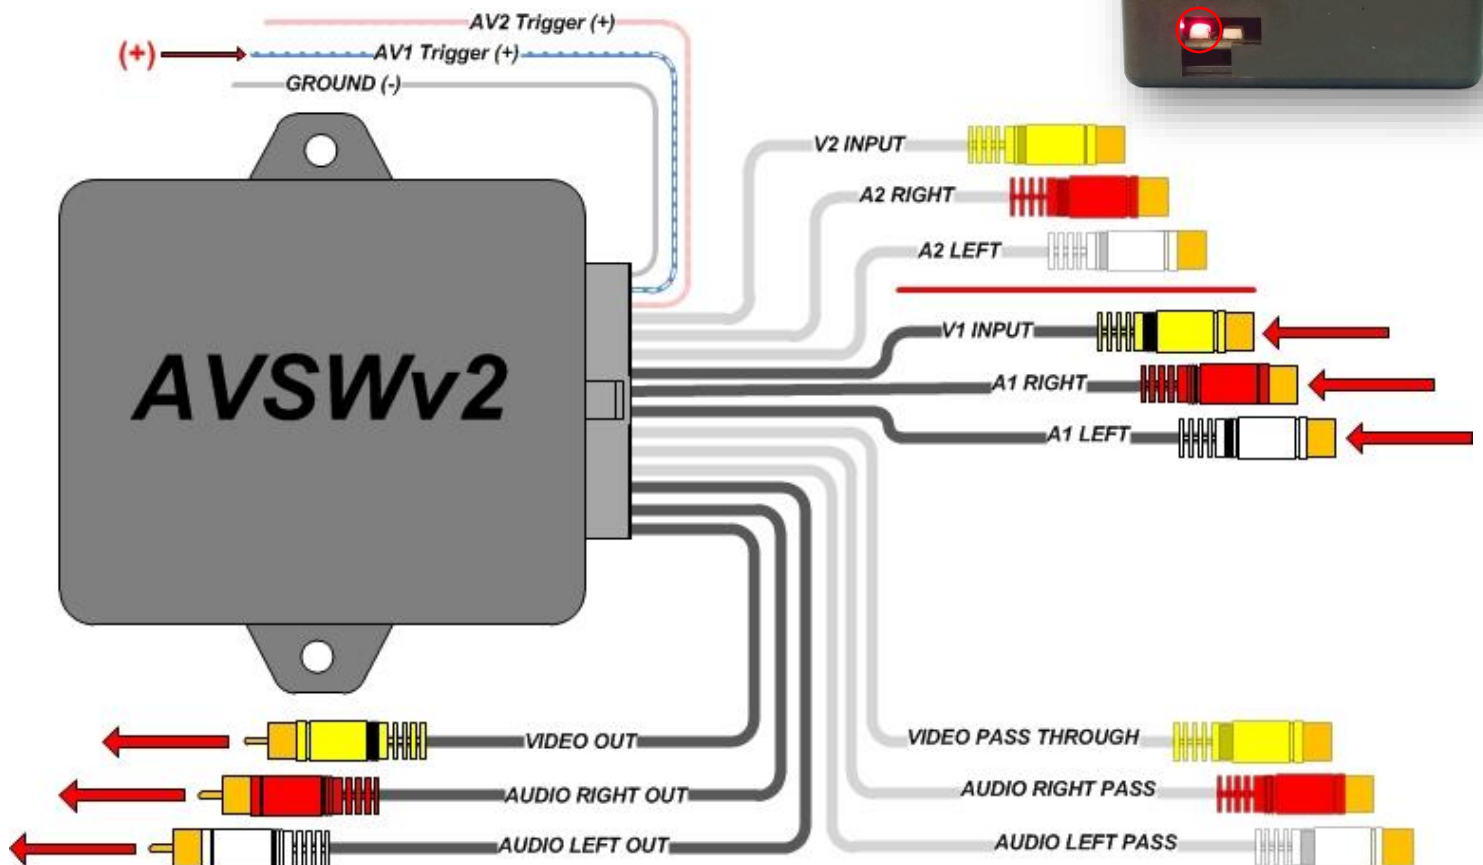 AV2 Trigger (+)
(+)
AV1 Trigger (+)
GROUND (-)
V2 INPUT
A2 RIGHT
A2 LEFT
V1 INPUT
A1 RIGHT
A1 LEFT
AVSWv2
VIDEO OUT
VIDEO PASS THROUGH
AUDIO RIGHT OUT
AUDIO RIGHT PASS
AUDIO LEFT OUT
AUDIO LEFT PASS